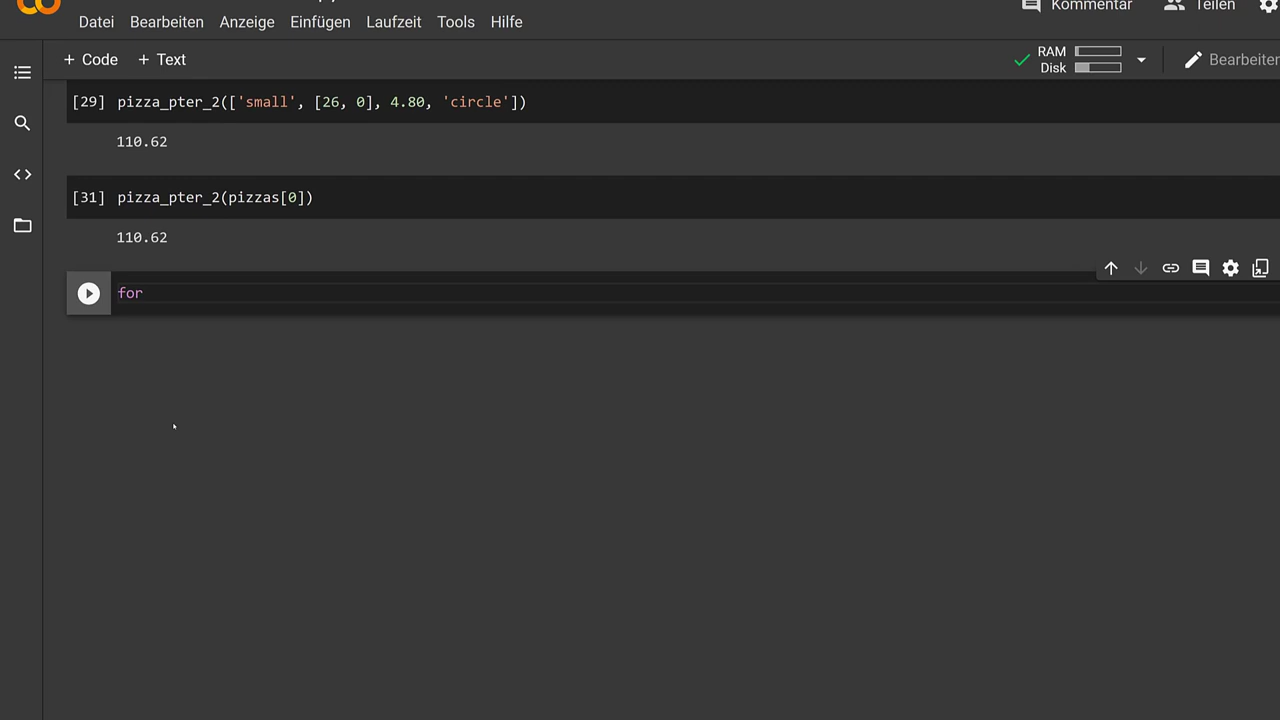 Kommentar Teilen
Datei Bearbeiten Anzeige Einfügen Laufzeit Tools Hilfe
+ Code + Text
RAM
Disk
Bearbeiten
[29] pizza_pter_2(['small', [26, 0], 4.80, 'circle'])
110.62
[31] pizza_pter_2(pizzas[0])
110.62
for